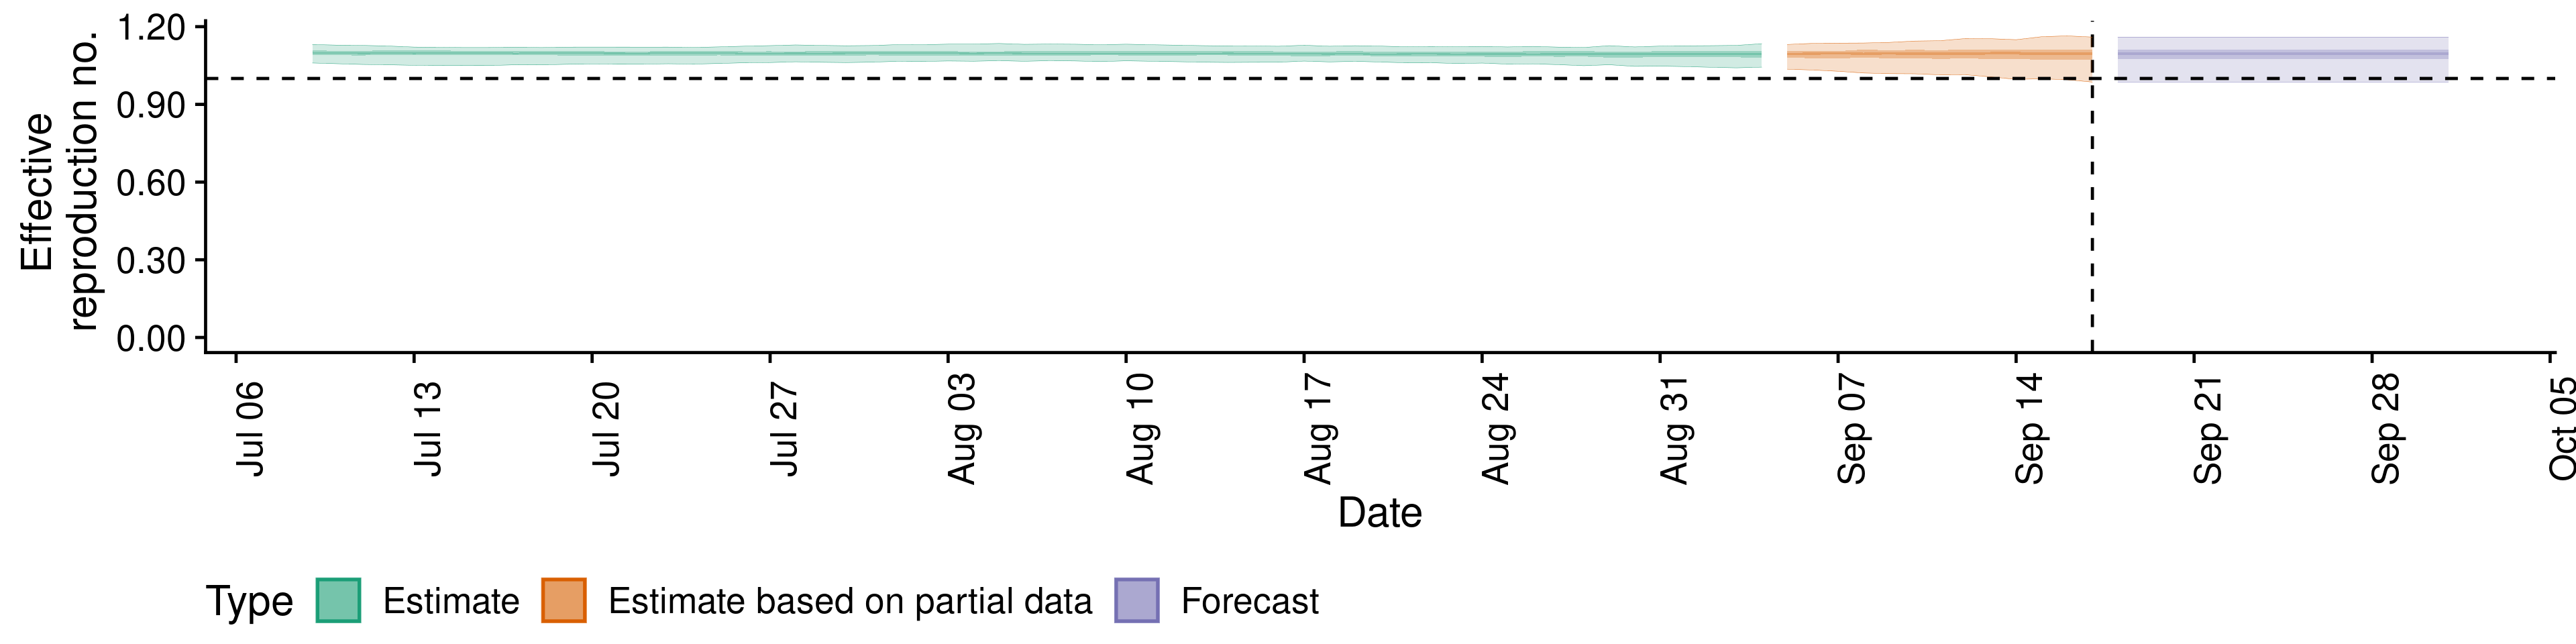 Effective
reproduction no.
1.20
0.90
0.60
0.30
0.00
Jul 06
Jul 13
Jul 20
Jul 27
Aug 03
Aug 10
Aug 17
Aug 24
Aug 31
Sep 07
Sep 14
Sep 21
Sep 28
Oct 05
Date
Type Estimate Estimate based on partial data Forecast